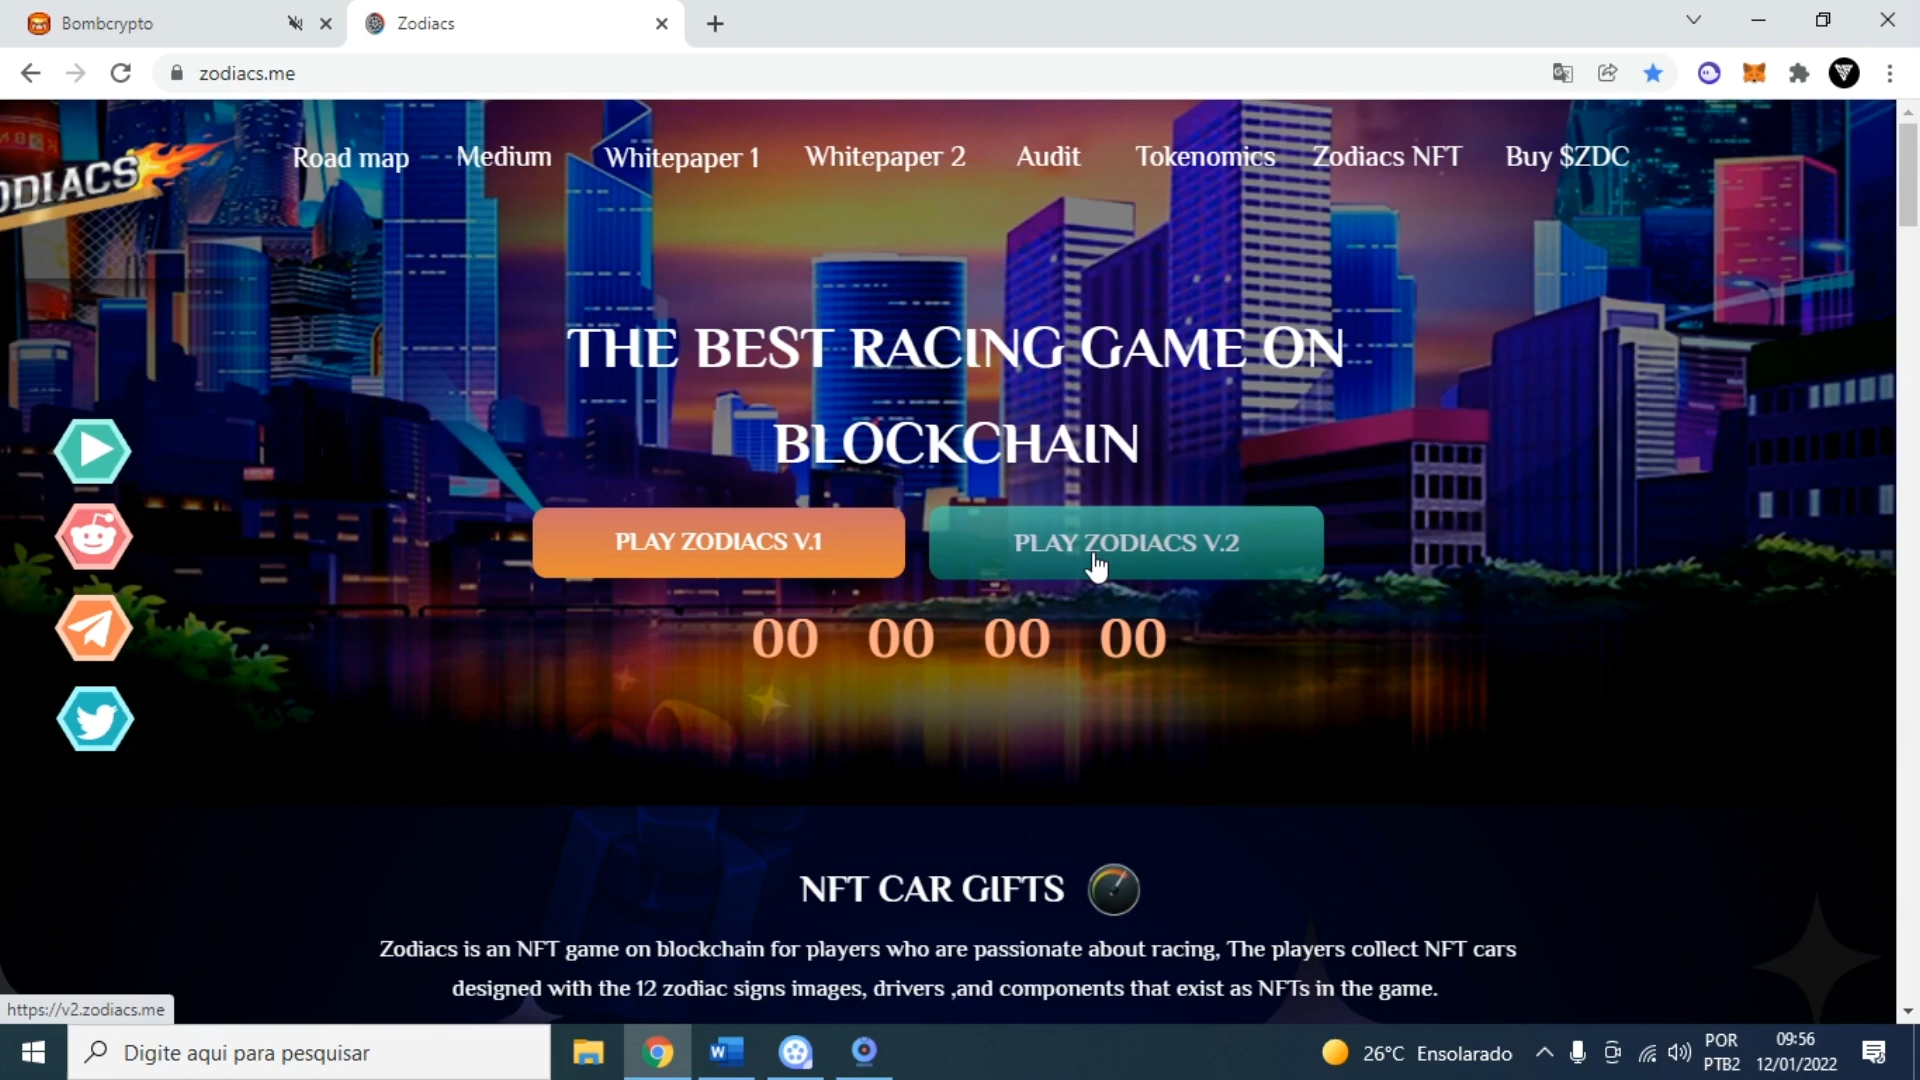 Bombcrypto
Zodiacs
zodiacs.me
ODIACS
Road map
Medium
Whitepaper 1
Whitepaper 2
Audit
Tokenomics
Zodiacs NFT
Buy $ZDC
THE BEST RACING GAME ON
BLOCKCHAIN
PLAY ZODIACS V.1
PLAY ZODIACS V.2
00 00 00 00
NFT CAR GIFTS
Zodiacs is an NFT game on blockchain for players who are passionate about racing, The players collect NFT cars
designed with the 12 zodiac signs images, drivers ,and components that exist as NFTs in the game.
https://v2.zodiacs.me
Digite aqui para pesquisar
26°C Ensolarado
POR
PTB2
09:56
12/01/2022